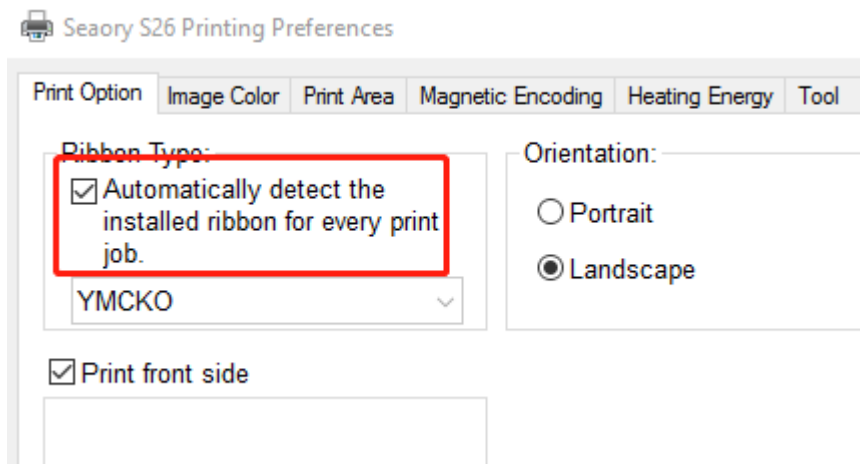 Seaory S26 Printing Preferences
Print Option Image Color Print Area Magnetic Encoding Heating Energy Tool
Ribbon Type:
Automatically detect the
installed ribbon for every print
job.
YMCKO
Orientation:
Portrait
Landscape
Print front side